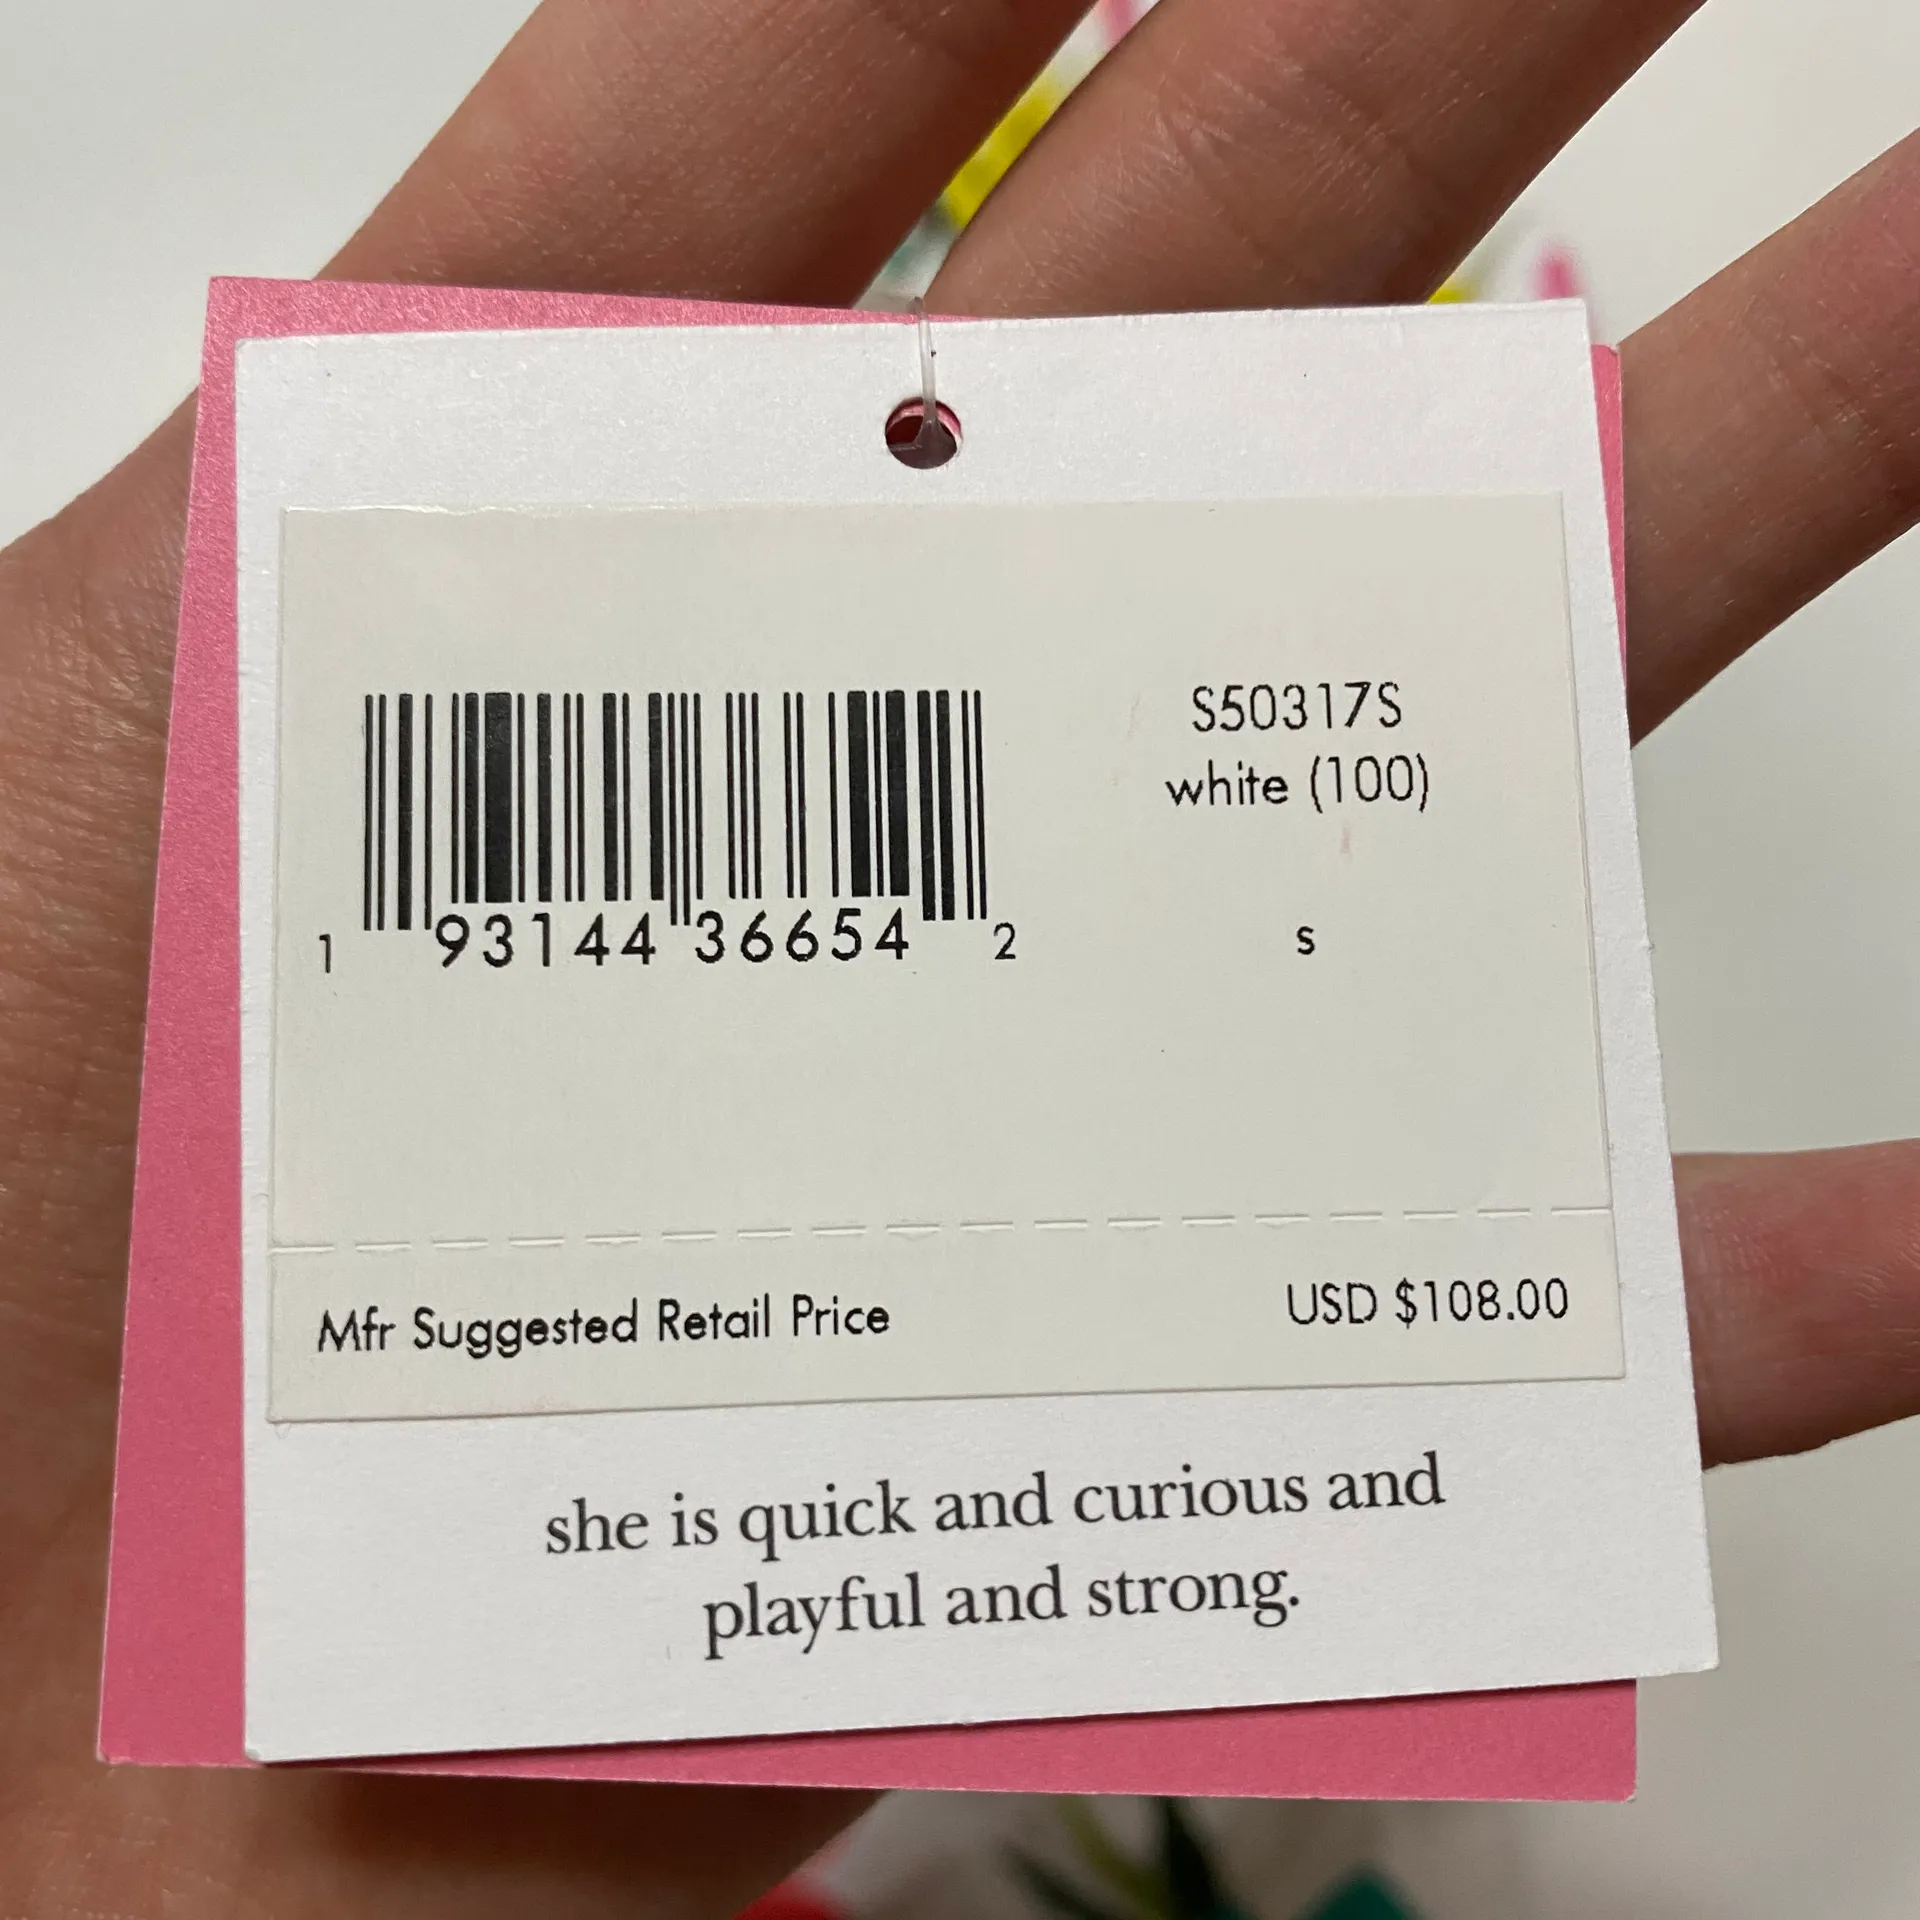 S50317S
white (100)
1 93144 36654 2
s
Mfr Suggested Retail Price USD $108.00
she is quick and curious and
playful and strong.